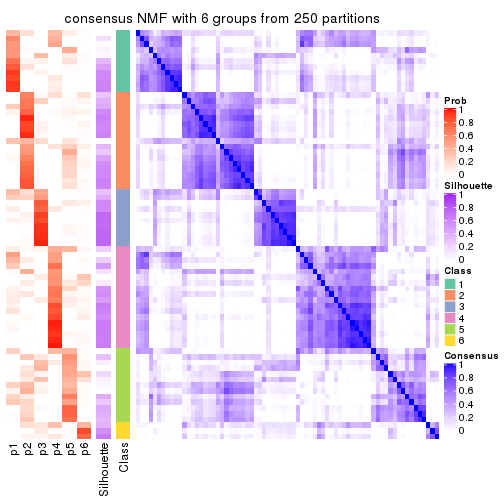 consensus NMF with 6 groups from 250 partitions
Prob
1
0.8
0.6
0.4
0.2
0
Silhouette
1
0.8
0.6
0.4
0.2
0
Class
1
2
3
4
5
6
Consensus
1
0.8
0.6
0.4
0.2
0
p1
p2
p3
p4
p5
p6
Silhouette
Class